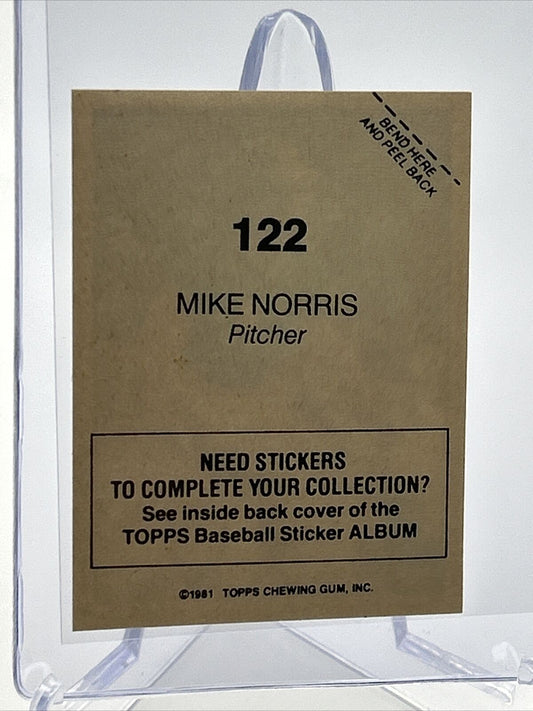 BEND HERE
AND PEEL BACK
122
MIKE NORRIS
Pitcher
NEED STICKERS
TO COMPLETE YOUR COLLECTION?
See inside back cover of the
TOPPS Baseball Sticker ALBUM
©1981 TOPPS CHEWING GUM, INC.